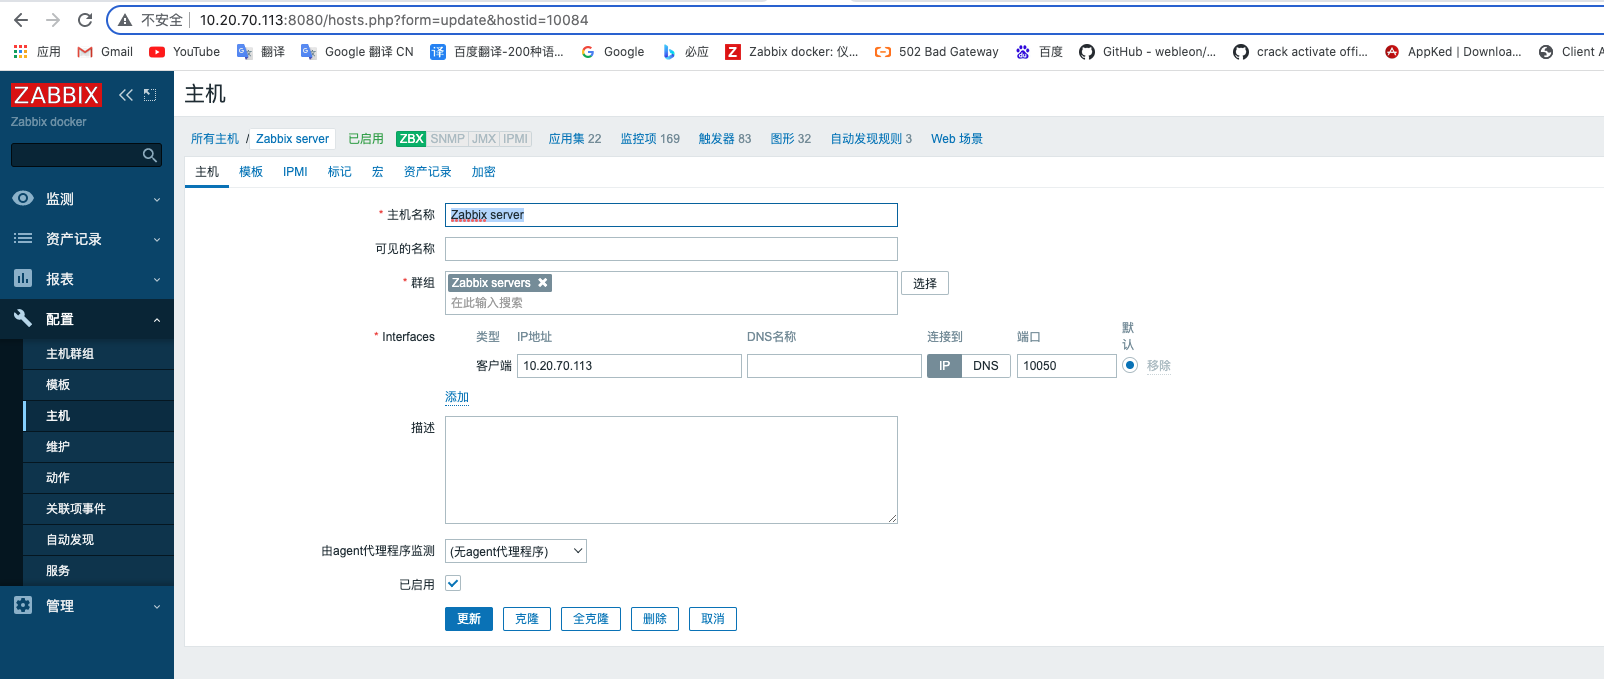 不安全 10.20.70.113:8080/hosts.php?form=update&hostid=10084
应用 Gmail YouTube 翻译 Google 翻译 CN 百度翻译-200种语... Google 必应 Zabbix docker: 仪... 502 Bad Gateway 百度 GitHub - webleon/... crack activate offi... AppKed | Downloa... Client A
ZABBIX
Zabbix docker
监测
资产记录
报表
配置
主机群组
模板
主机
维护
动作
关联项事件
自动发现
服务
管理
主机
所有主机 / Zabbix server 已启用 ZBX SNMP JMX IPMI 应用集 22 监控项 169 触发器 83 图形 32 自动发现规则 3 Web 场景
主机 模板 IPMI 标记 宏 资产记录 加密
* 主机名称 Zabbix server
可见的名称
* 群组 Zabbix servers 选择
在此输入搜索
* Interfaces 类型 IP地址 DNS名称 连接到 端口 默认
客户端 10.20.70.113 IP DNS 10050 移除
添加
描述
由agent代理程序监测 (无agent代理程序)
已启用
更新 克隆 全克隆 删除 取消